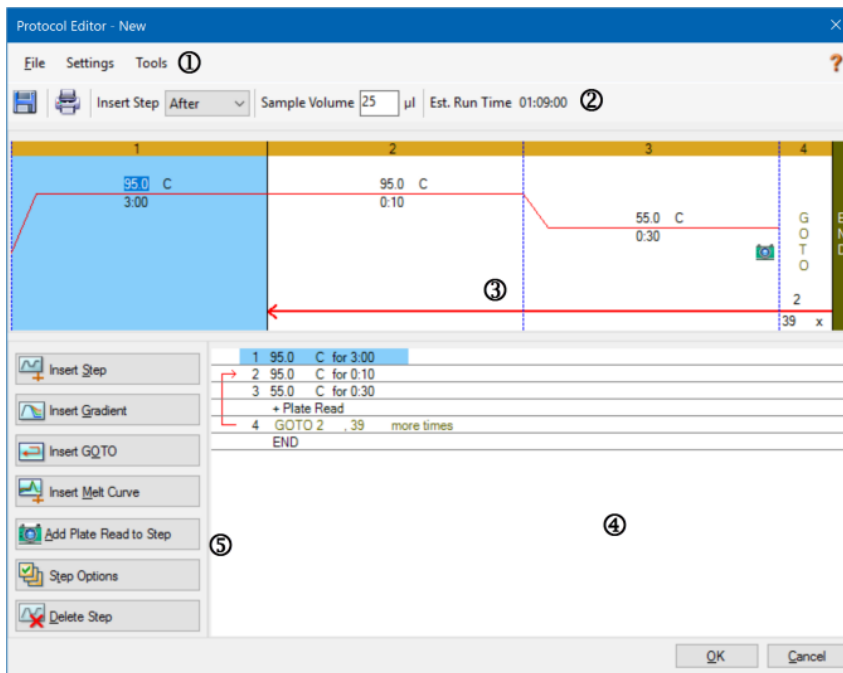 Protocol Editor - New
File Settings Tools ①
Insert Step After Sample Volume 25 µl Est. Run Time 01:09:00 ②
1 2 3 4
95.0 C 95.0 C
3:00 0:10
55.0 C
0:30
GOTO
END
③
2
39 x
Insert Step
Insert Gradient
Insert GOTO
Insert Melt Curve
Add Plate Read to Step
Step Options
Delete Step
⑤
1 95.0 C for 3:00
2 95.0 C for 0:10
3 55.0 C for 0:30
+ Plate Read
4 GOTO 2 , 39 more times
END
④
OK Cancel